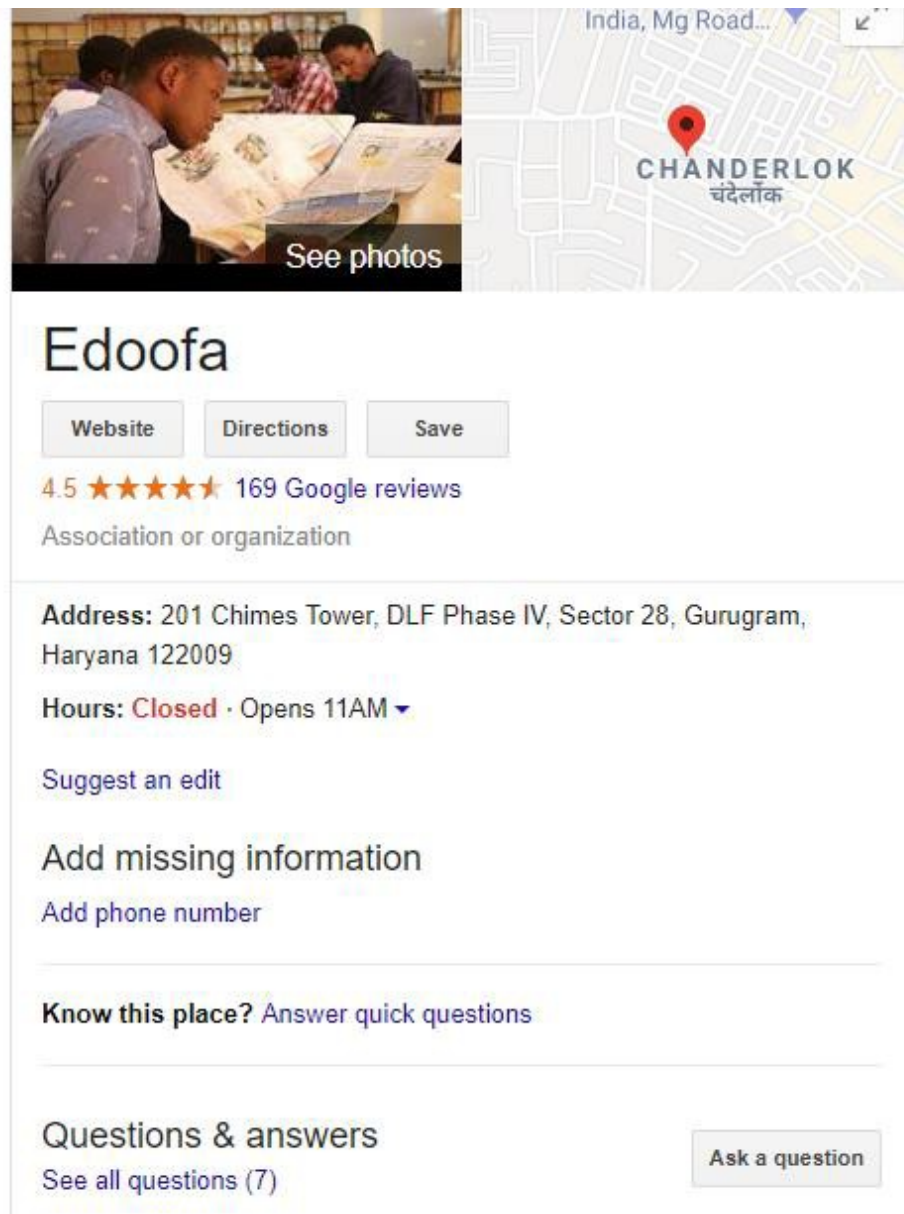 India, Mg Road...
CHANDERLOK
चंदेर्लोक
See photos
Edoofa
Website Directions Save
4.5 ★★★★★ 169 Google reviews
Association or organization
Address: 201 Chimes Tower, DLF Phase IV, Sector 28, Gurugram,
Haryana 122009
Hours: Closed · Opens 11AM
Suggest an edit
Add missing information
Add phone number
Know this place? Answer quick questions
Questions & answers
Ask a question
See all questions (7)